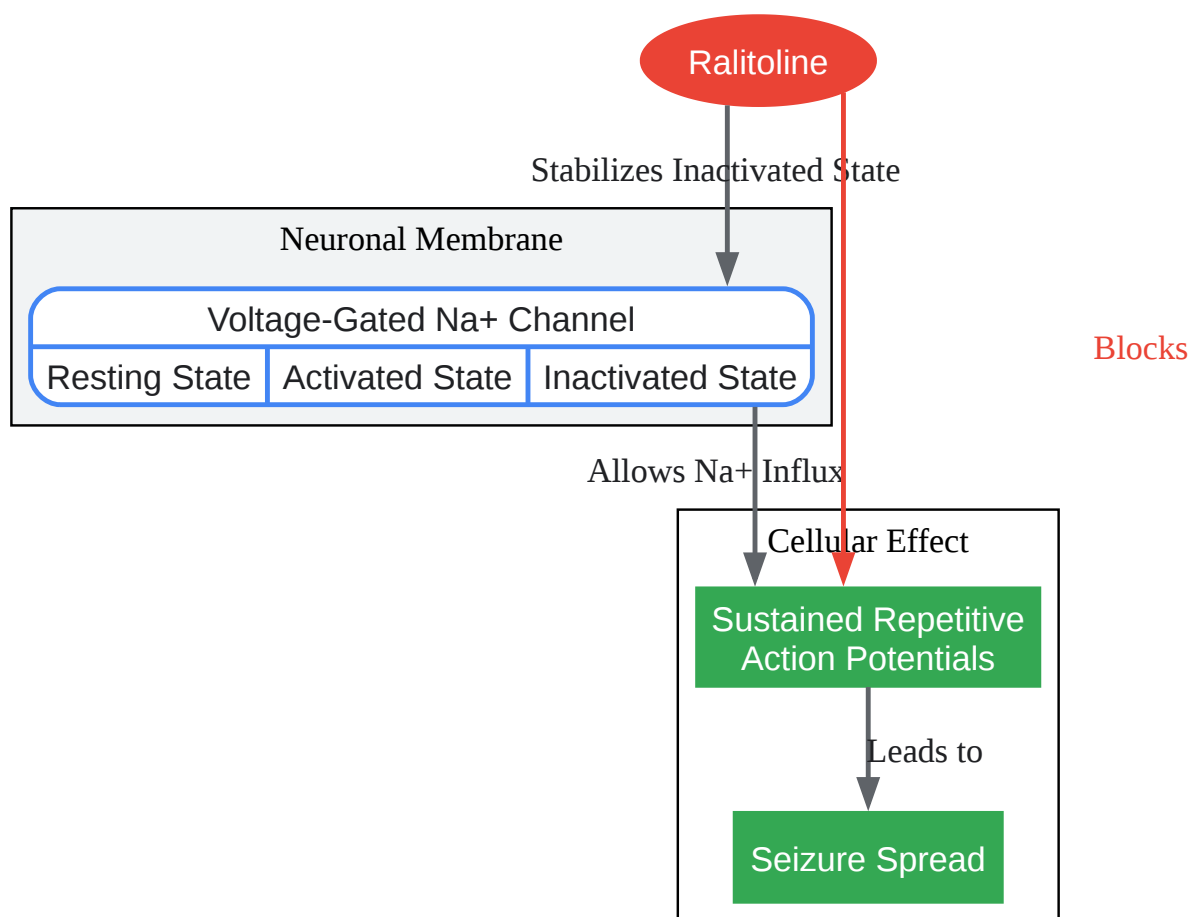 Ralitoline
Stabilizes Inactivated State
Neuronal Membrane
Voltage-Gated Na+ Channel
Resting State
Activated State
Inactivated State
Blocks
Allows Na+ Influx
Cellular Effect
Sustained Repetitive
Action Potentials
Leads to
Seizure Spread